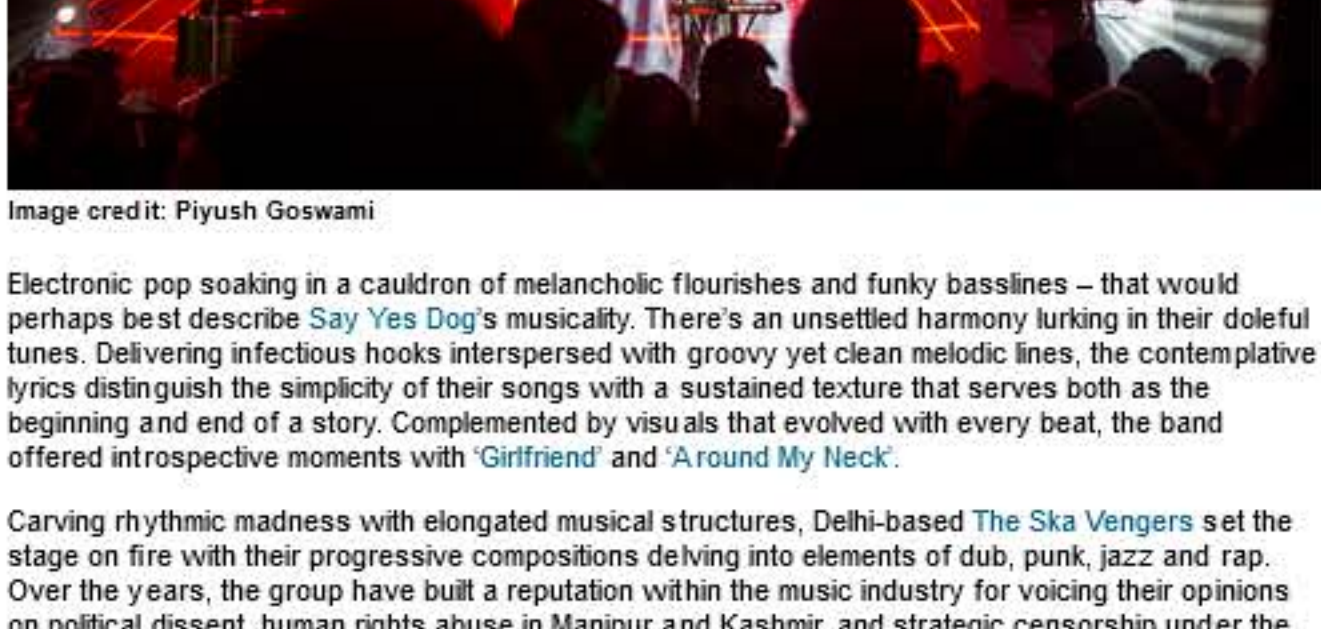 Image credit: Piyush Goswami
Electronic pop soaking in a cauldron of melancholic flourishes and funky basslines – that would
perhaps best describe Say Yes Dog's musicality. There's an unsettled harmony lurking in their doleful
tunes. Delivering infectious hooks interspersed with groovy yet clean melodic lines, the contemplative
lyrics distinguish the simplicity of their songs with a sustained texture that serves both as the
beginning and end of a story. Complemented by visuals that evolved with every beat, the band
offered introspective moments with ‘Girlfriend’ and ‘Around My Neck’.
Carving rhythmic madness with elongated musical structures, Delhi-based The Ska Vengers set the
stage on fire with their progressive compositions delving into elements of dub, punk, jazz and rap.
Over the years, the group have built a reputation within the music industry for voicing their opinions
on political dissent, human rights abuse in Manipur and Kashmir, and strategic censorship under the